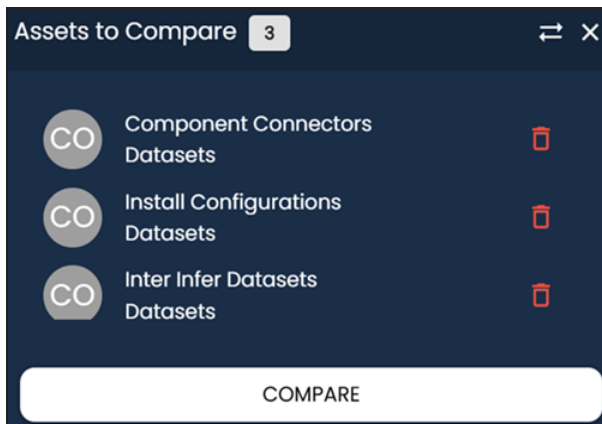 Assets to Compare 3
CO
Component Connectors
Datasets
CO
Install Configurations
Datasets
CO
Inter Infer Datasets
Datasets
COMPARE